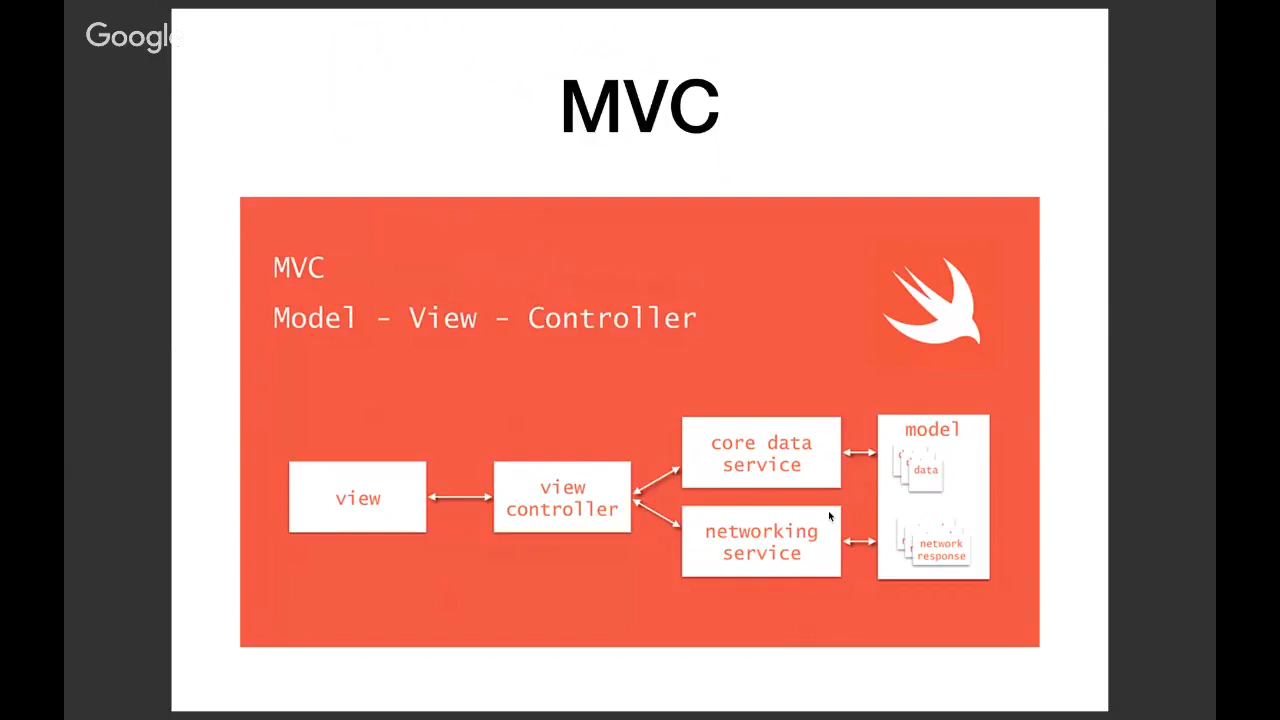 Google
MVC
MVC
Model - View - Controller
view
view
controller
core data
service
networking
service
model
data
network
response